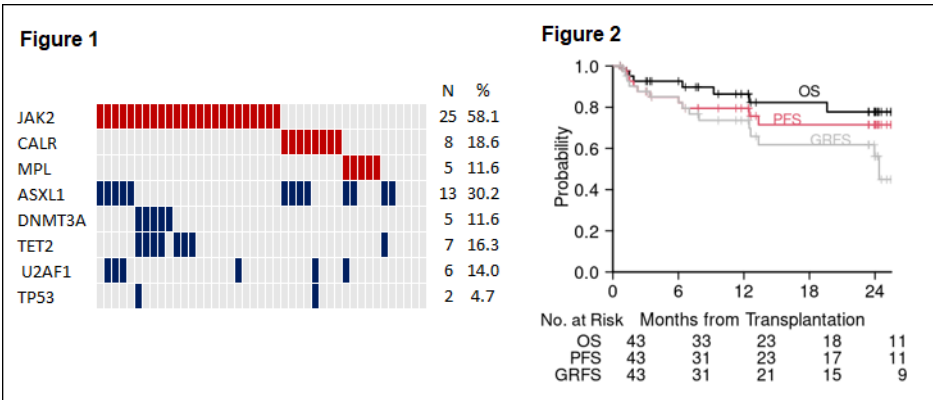 Figure 1
N %
JAK2 25 58.1
CALR 8 18.6
MPL 5 11.6
ASXL1 13 30.2
DNMT3A 5 11.6
TET2 7 16.3
U2AF1 6 14.0
TP53 2 4.7
Figure 2
Probability
1.0
0.8
0.6
0.4
0.2
0.0
OS
PFS
GRFS
0 6 12 18 24
No. at Risk Months from Transplantation
OS 43 33 23 18 11
PFS 43 31 23 17 11
GRFS 43 31 21 15 9